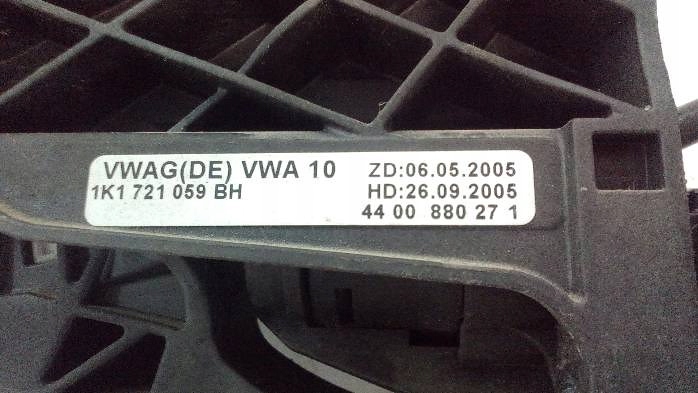 VWAG(DE) VWA 10 ZD:06.05.2005
1K1 721 059 BH HD:26.09.2005
44 00 880 27 1